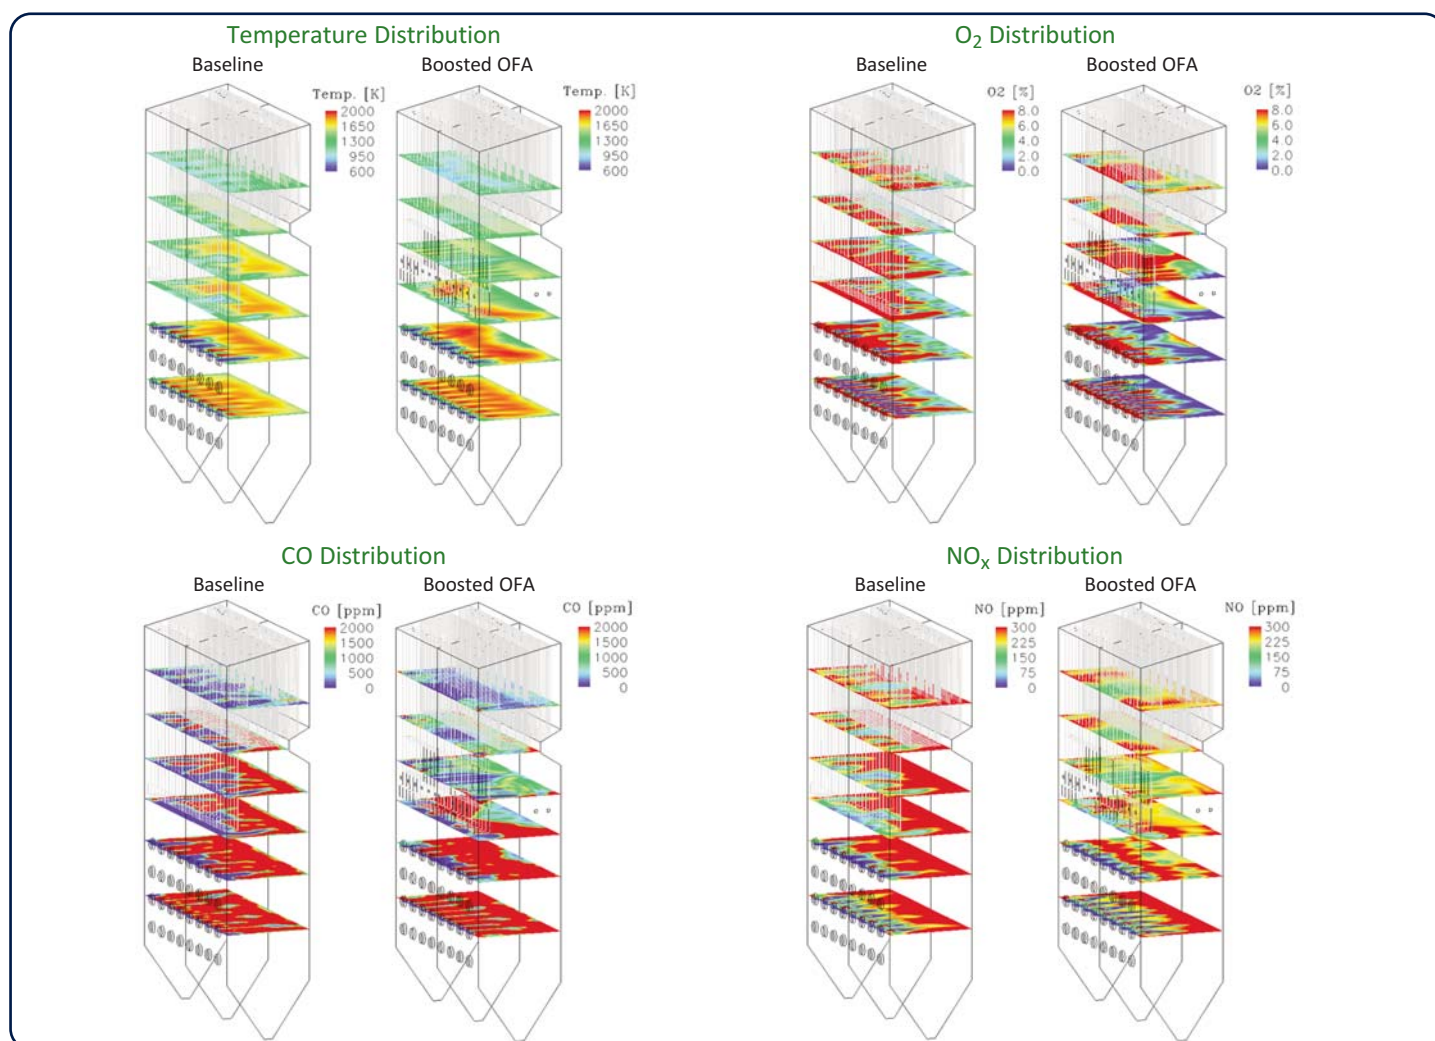 Temperature Distribution
Baseline
Boosted OFA
Temp. [K]
2000
1650
1300
950
600
Temp. [K]
2000
1650
1300
950
600
O₂ Distribution
Baseline
Boosted OFA
O2 [%]
8.0
6.0
4.0
2.0
0.0
O2 [%]
8.0
6.0
4.0
2.0
0.0
CO Distribution
Baseline
Boosted OFA
CO [ppm]
2000
1500
1000
500
0
CO [ppm]
2000
1500
1000
500
0
NOₓ Distribution
Baseline
Boosted OFA
NO [ppm]
300
225
150
75
0
NO [ppm]
300
225
150
75
0